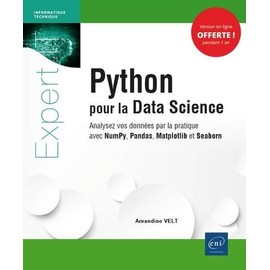 INFORMATIQUE
TECHNIQUE
Version en ligne
OFFERTE !
pendant 1 an
Expert
Python
pour la Data Science
Analysez vos données par la pratique
avec NumPy, Pandas, Matplotlib et Seaborn
Amandine VELT
eni